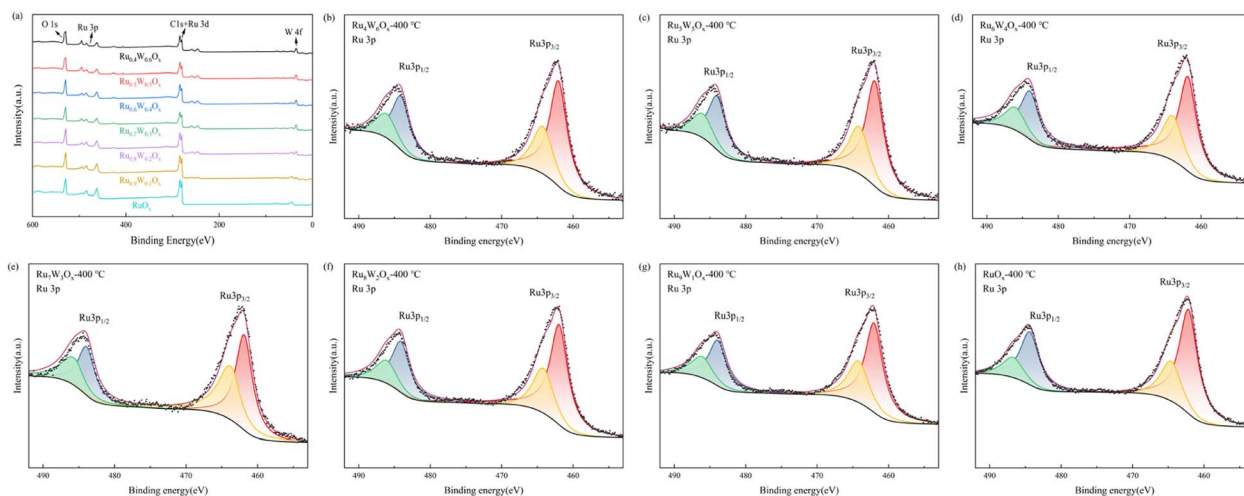 (a)
O 1s
Ru 3p
C1s+Ru 3d
W 4f
Ru0.4W0.6Ox
Ru0.5W0.5Ox
Ru0.6W0.4Ox
Ru0.7W0.3Ox
Ru0.8W0.2Ox
Ru0.9W0.1Ox
RuOx
Intensity(a.u.)
600
400
200
0
Binding Energy(eV)
(b)
Ru4W6Ox-400 °C
Ru 3p
Ru3p1/2
Ru3p3/2
Intensity(a.u.)
490
480
470
460
Binding energy(eV)
(c)
Ru5W5Ox-400 °C
Ru 3p
Ru3p1/2
Ru3p3/2
Intensity(a.u.)
490
480
470
460
Binding energy(eV)
(d)
Ru6W4Ox-400 °C
Ru 3p
Ru3p1/2
Ru3p3/2
Intensity(a.u.)
490
480
470
460
Binding energy(eV)
(e)
Ru7W3Ox-400 °C
Ru 3p
Ru3p1/2
Ru3p3/2
Intensity(a.u.)
490
480
470
460
Binding energy(eV)
(f)
Ru8W2Ox-400 °C
Ru 3p
Ru3p1/2
Ru3p3/2
Intensity(a.u.)
490
480
470
460
Binding energy(eV)
(g)
Ru9W1Ox-400 °C
Ru 3p
Ru3p1/2
Ru3p3/2
Intensity(a.u.)
490
480
470
460
Binding energy(eV)
(h)
RuOx-400 °C
Ru 3p
Ru3p1/2
Ru3p3/2
Intensity(a.u.)
490
480
470
460
Binding energy(eV)